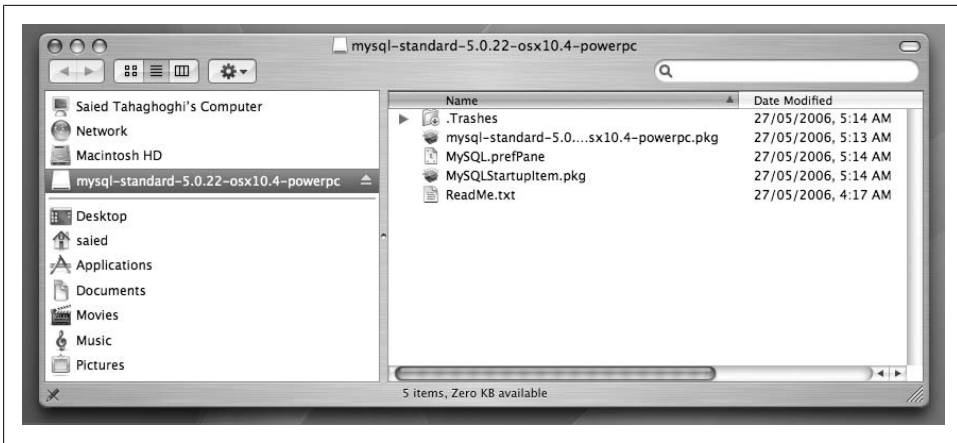 mysql-standard-5.0.22-osx10.4-powerpc
Saied Tahaghoghi's Computer
Network
Macintosh HD
mysql-standard-5.0.22-osx10.4-powerpc
Desktop
saied
Applications
Documents
Movies
Music
Pictures
Name Date Modified
.Trashes 27/05/2006, 5:14 AM
mysql-standard-5.0....sx10.4-powerpc.pkg 27/05/2006, 5:13 AM
MySQL.prefPane 27/05/2006, 5:14 AM
MySQLStartupItem.pkg 27/05/2006, 5:14 AM
ReadMe.txt 27/05/2006, 4:17 AM
5 items, Zero KB available